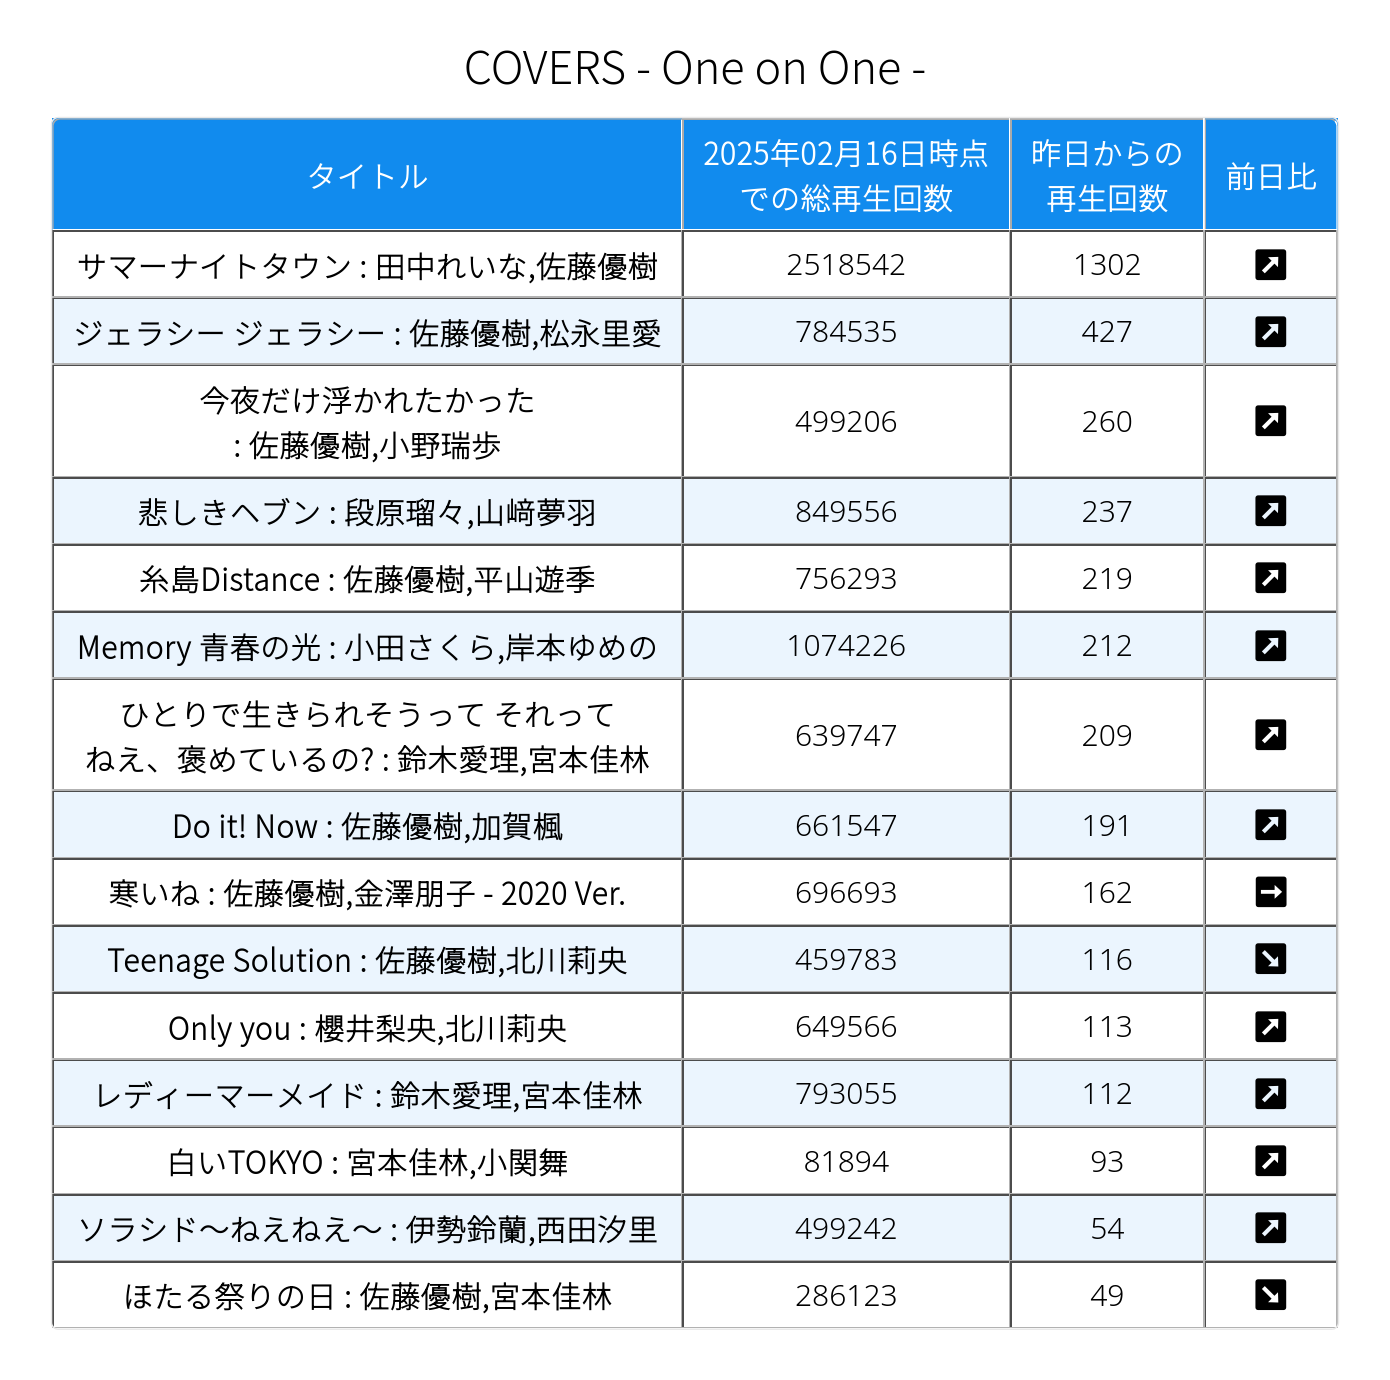 COVERS - One on One -
タイトル
2025年02月16日時点
での総再生回数
昨日からの
再生回数
前日比
サマーナイトタウン : 田中れいな,佐藤優樹
2518542
1302
ジェラシー ジェラシー : 佐藤優樹,松永里愛
784535
427
今夜だけ浮かれたかった
: 佐藤優樹,小野瑞歩
499206
260
悲しきヘブン : 段原瑠々,山﨑夢羽
849556
237
糸島Distance : 佐藤優樹,平山遊季
756293
219
Memory 青春の光 : 小田さくら,岸本ゆめの
1074226
212
ひとりで生きられそうって それって
ねえ、褒めているの? : 鈴木愛理,宮本佳林
639747
209
Do it! Now : 佐藤優樹,加賀楓
661547
191
寒いね : 佐藤優樹,金澤朋子 - 2020 Ver.
696693
162
Teenage Solution : 佐藤優樹,北川莉央
459783
116
Only you : 櫻井梨央,北川莉央
649566
113
レディーマーメイド : 鈴木愛理,宮本佳林
793055
112
白いTOKYO : 宮本佳林,小関舞
81894
93
ソラシド〜ねえねえ〜 : 伊勢鈴蘭,西田汐里
499242
54
ほたる祭りの日 : 佐藤優樹,宮本佳林
286123
49